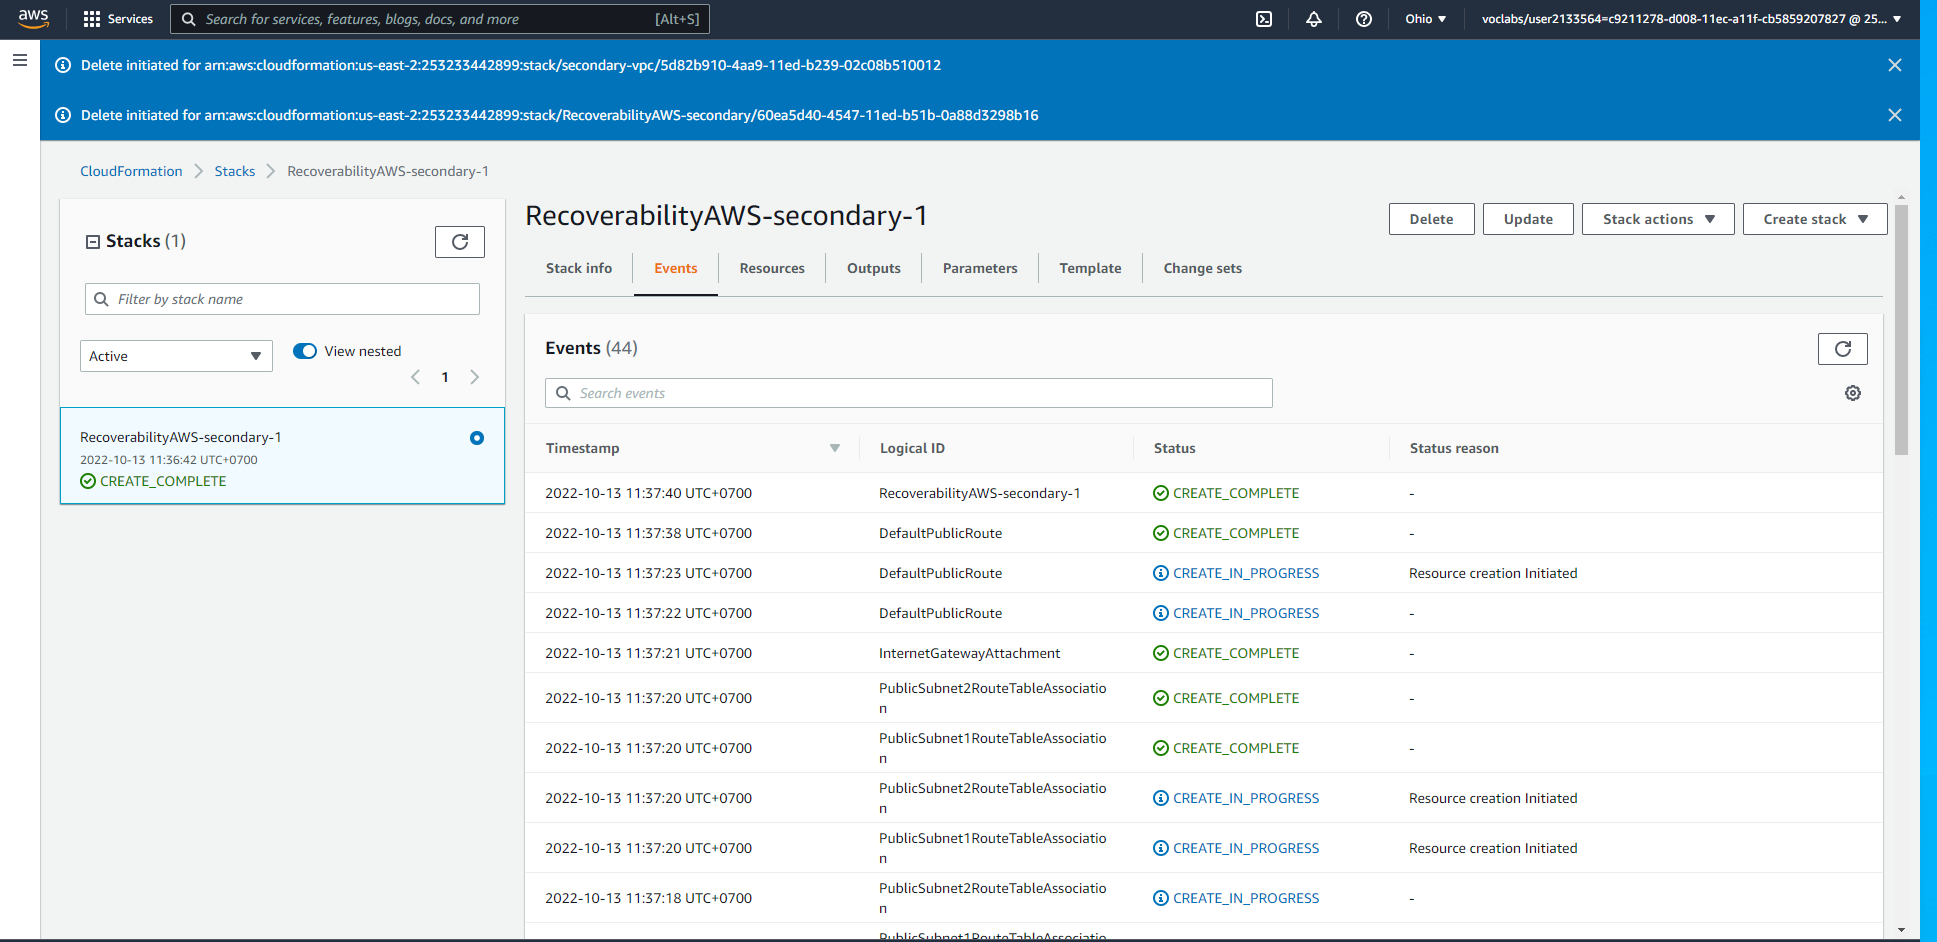 aws
Services
Search for services, features, blogs, docs, and more
[Alt+S]
Ohio
voclabs/user2133564=c9211278-d008-11ec-a11f-cb5859207827 @ 25...
Delete initiated for arn:aws:cloudformation:us-east-2:253233442899:stack/secondary-vpc/5d82b910-4aa9-11ed-b239-02c08b510012
Delete initiated for arn:aws:cloudformation:us-east-2:253233442899:stack/RecoverabilityAWS-secondary/60ea5d40-4547-11ed-b51b-0a88d3298b16
CloudFormation > Stacks > RecoverabilityAWS-secondary-1
Stacks (1)
Filter by stack name
Active
View nested
1
RecoverabilityAWS-secondary-1
2022-10-13 11:36:42 UTC+0700
CREATE_COMPLETE
RecoverabilityAWS-secondary-1
Delete
Update
Stack actions
Create stack
Stack info
Events
Resources
Outputs
Parameters
Template
Change sets
Events (44)
Search events
Timestamp Logical ID Status Status reason
2022-10-13 11:37:40 UTC+0700 RecoverabilityAWS-secondary-1 CREATE_COMPLETE -
2022-10-13 11:37:38 UTC+0700 DefaultPublicRoute CREATE_COMPLETE -
2022-10-13 11:37:23 UTC+0700 DefaultPublicRoute CREATE_IN_PROGRESS Resource creation Initiated
2022-10-13 11:37:22 UTC+0700 DefaultPublicRoute CREATE_IN_PROGRESS -
2022-10-13 11:37:21 UTC+0700 InternetGatewayAttachment CREATE_COMPLETE -
2022-10-13 11:37:20 UTC+0700 PublicSubnet2RouteTableAssociatio
n CREATE_COMPLETE -
2022-10-13 11:37:20 UTC+0700 PublicSubnet1RouteTableAssociatio
n CREATE_COMPLETE -
2022-10-13 11:37:20 UTC+0700 PublicSubnet2RouteTableAssociatio
n CREATE_IN_PROGRESS Resource creation Initiated
2022-10-13 11:37:20 UTC+0700 PublicSubnet1RouteTableAssociatio
n CREATE_IN_PROGRESS Resource creation Initiated
2022-10-13 11:37:18 UTC+0700 PublicSubnet2RouteTableAssociatio
n CREATE_IN_PROGRESS -
PublicSubnet1RouteTableAssociatio